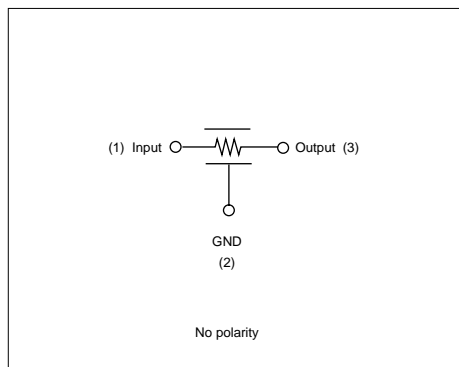 (1) Input Output (3)
GND
(2)
No polarity